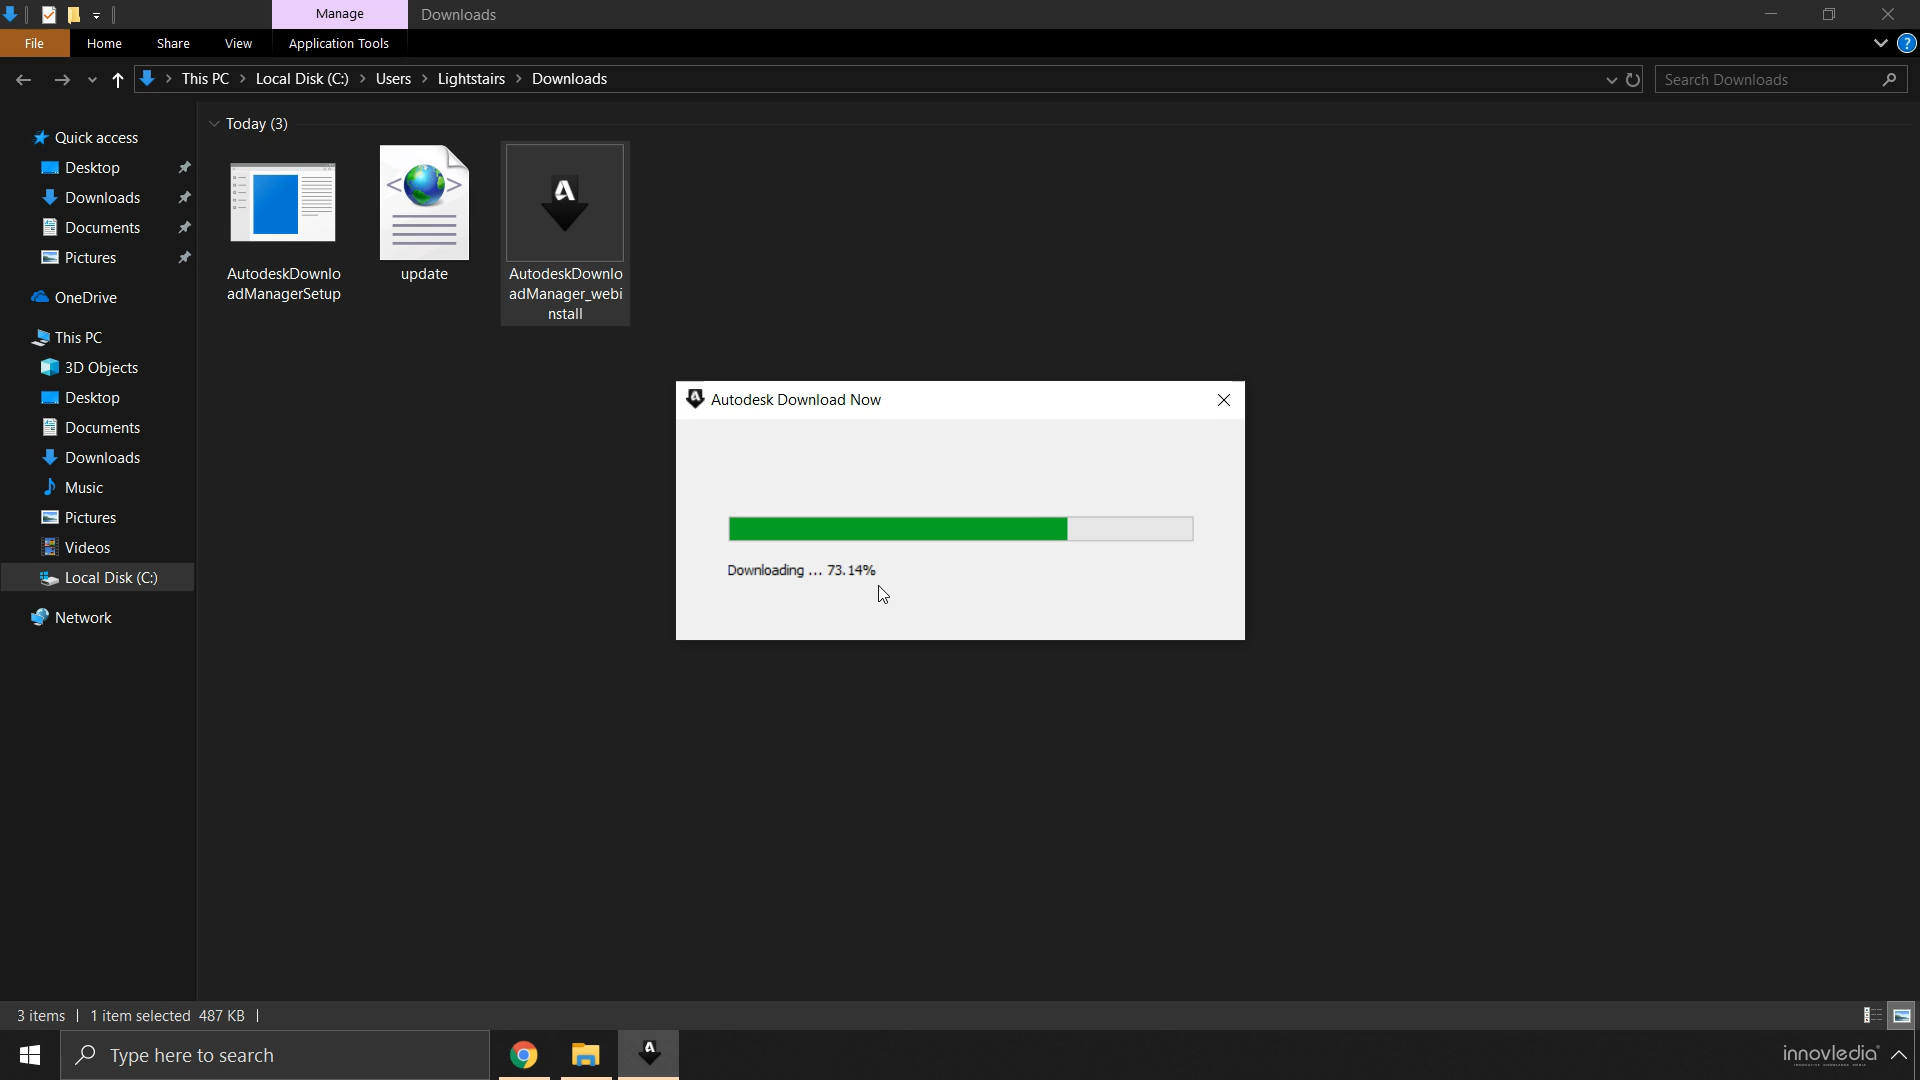 Manage
Downloads
File
Home
Share
View
Application Tools
?
This PC > Local Disk (C:) > Users > Lightstairs > Downloads
Search Downloads
Quick access
Desktop
Downloads
Documents
Pictures
OneDrive
This PC
3D Objects
Desktop
Documents
Downloads
Music
Pictures
Videos
Local Disk (C:)
Network
Today (3)
AutodeskDownlo
adManagerSetup
update
AutodeskDownlo
adManager_webi
nstall
Autodesk Download Now
Downloading ... 73.14%
3 items
1 item selected 487 KB
Type here to search
innovledia